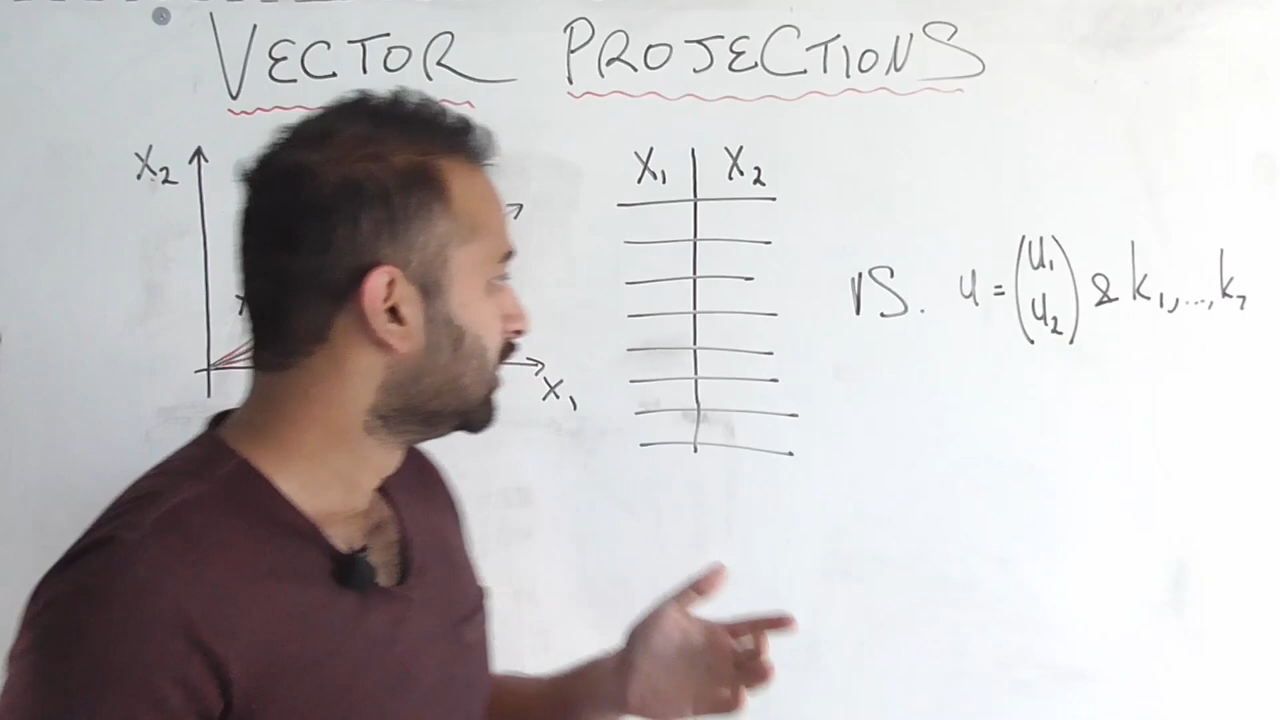 VECTOR PROJECTIONS
X₂
X₁
X₁ X₂
VS. u = (u₁ u₂) & k₁,...,k₇